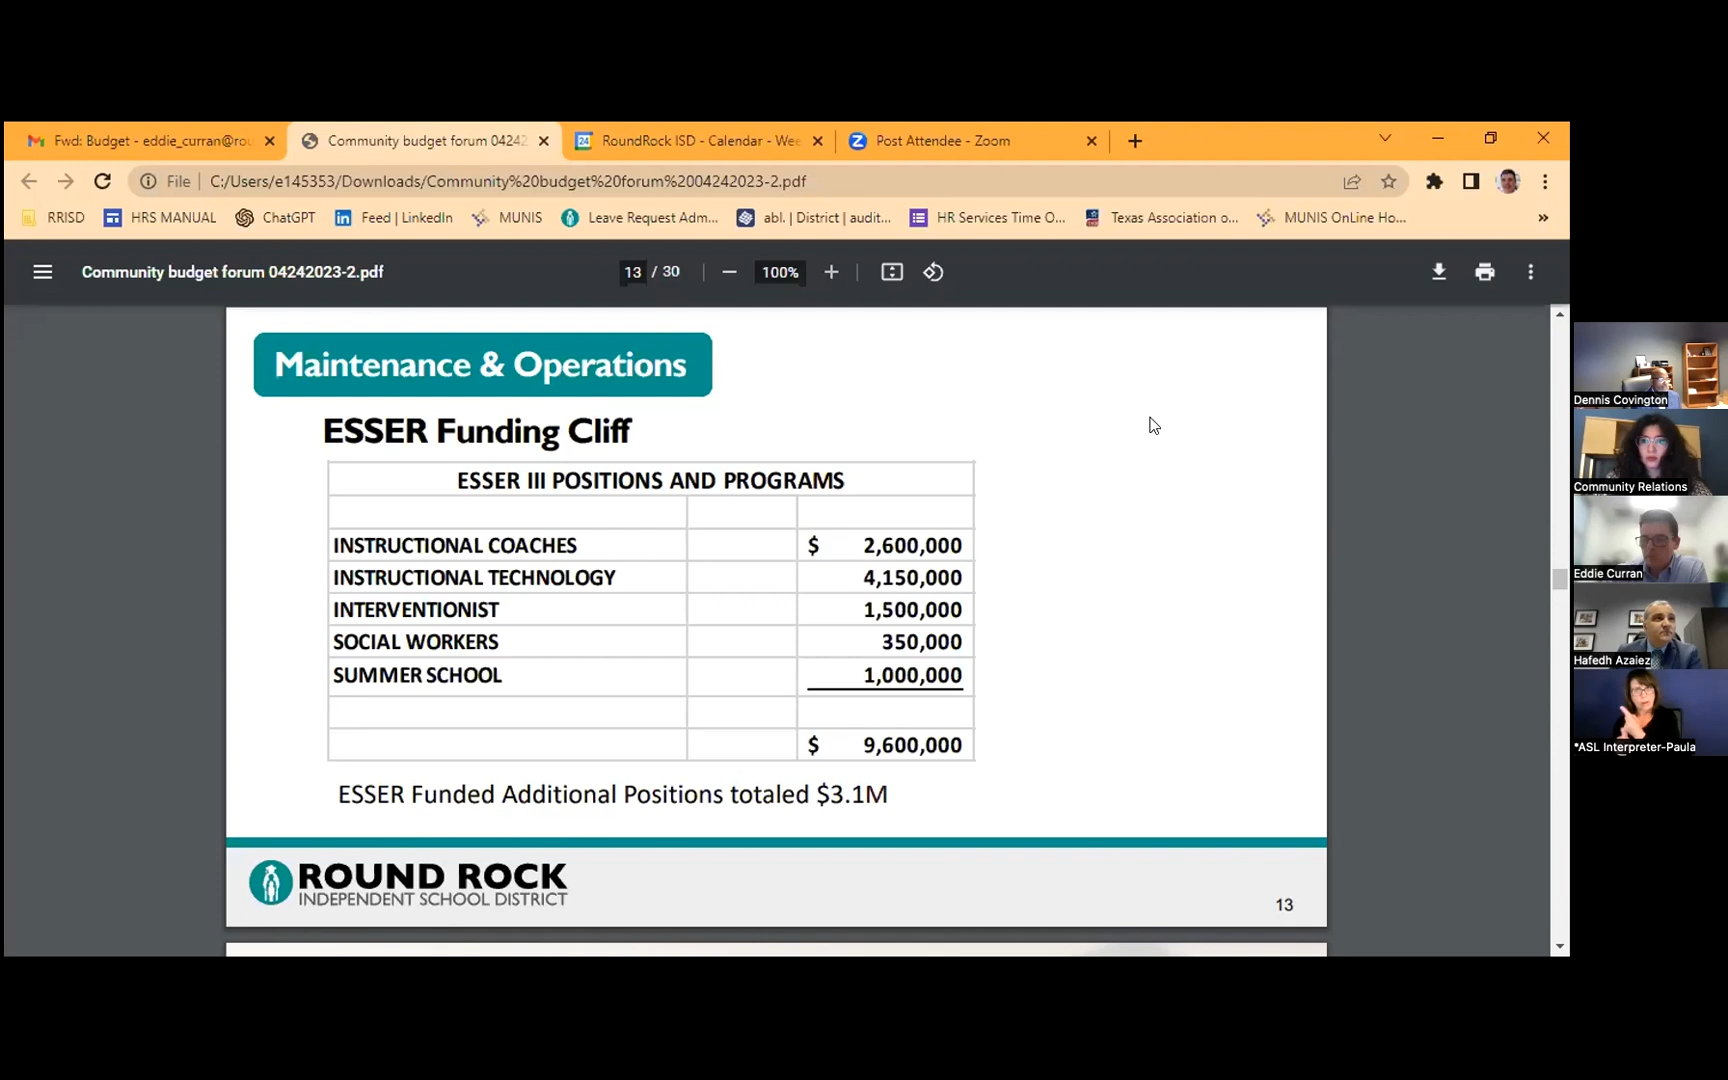 Fwd: Budget - eddie_curran@rou
Community budget forum 04242
RoundRock ISD - Calendar - Wee
Post Attendee - Zoom
File C:/Users/e145353/Downloads/Community%20budget%20forum%2004242023-2.pdf
RRISD HRS MANUAL ChatGPT Feed | LinkedIn MUNIS Leave Request Adm... abl. | District | audit... HR Services Time O... Texas Association o... MUNIS OnLine Ho... »
Community budget forum 04242023-2.pdf 13 / 30 100%
Maintenance & Operations
ESSER Funding Cliff
ESSER III POSITIONS AND PROGRAMS
INSTRUCTIONAL COACHES $ 2,600,000
INSTRUCTIONAL TECHNOLOGY 4,150,000
INTERVENTIONIST 1,500,000
SOCIAL WORKERS 350,000
SUMMER SCHOOL 1,000,000
$ 9,600,000
ESSER Funded Additional Positions totaled $3.1M
ROUND ROCK
INDEPENDENT SCHOOL DISTRICT
13
Dennis Covington
Community Relations
Eddie Curran
Hafedh Azaiez
*ASL Interpreter-Paula